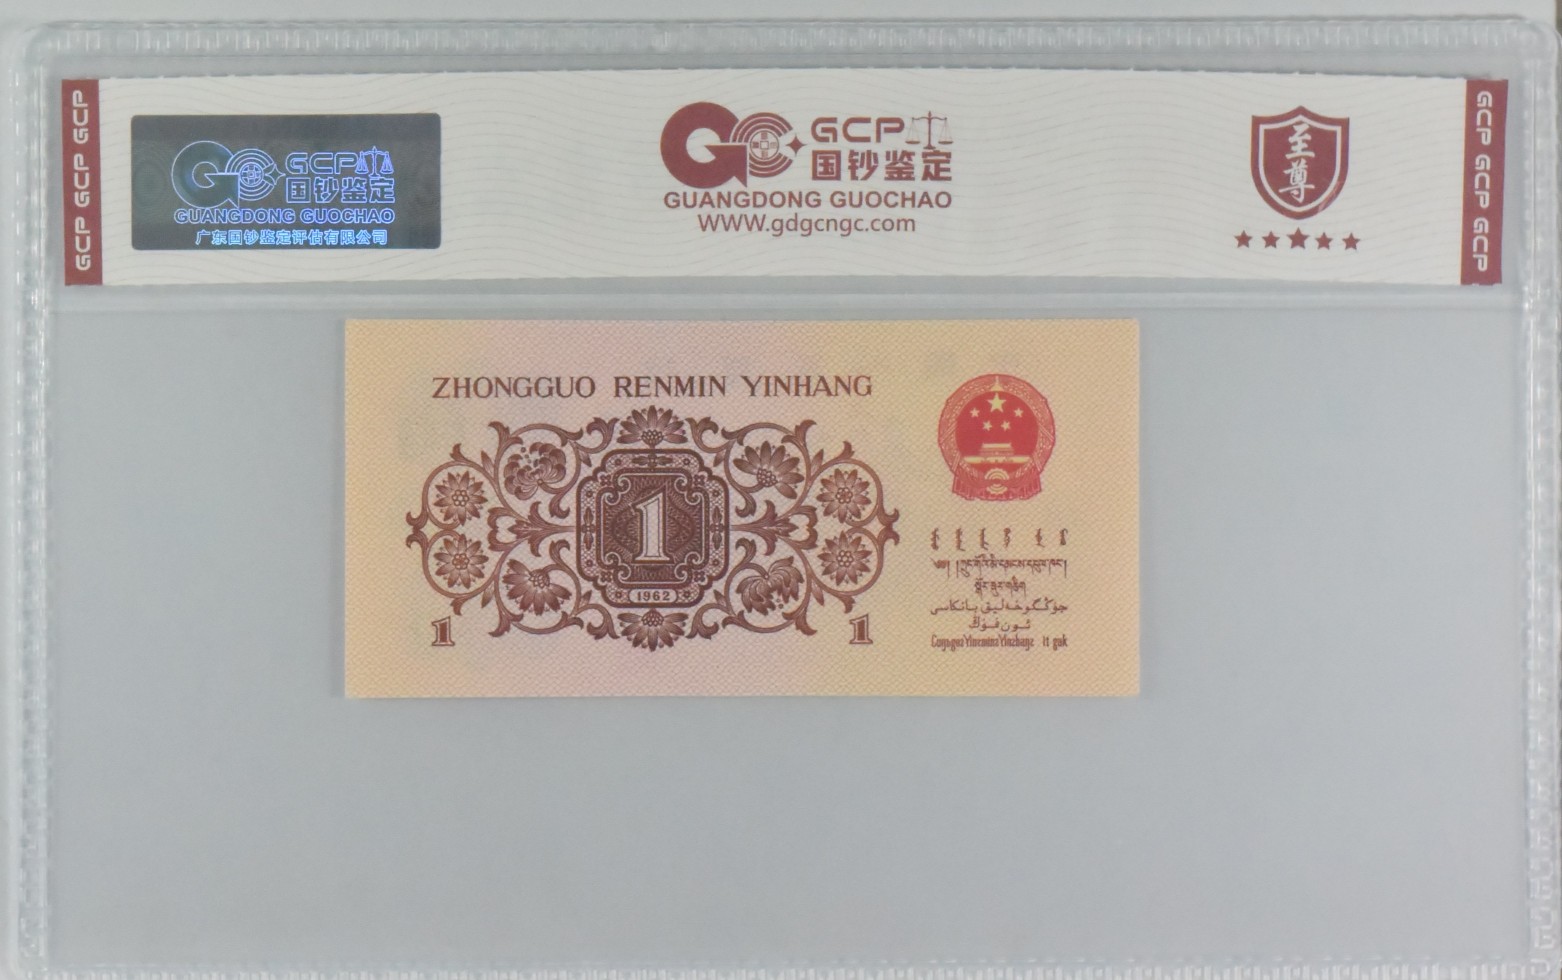 GCP GCP GCP
GCP
国钞鉴定
GUANGDONG GUOCHAO
广东国钞鉴定评估有限公司
GCP
国钞鉴定
GUANGDONG GUOCHAO
WWW.gdgcngc.com
至尊
GCP GCP GCP
ZHONGGUO RENMIN YINHANG
1
1962
1
1